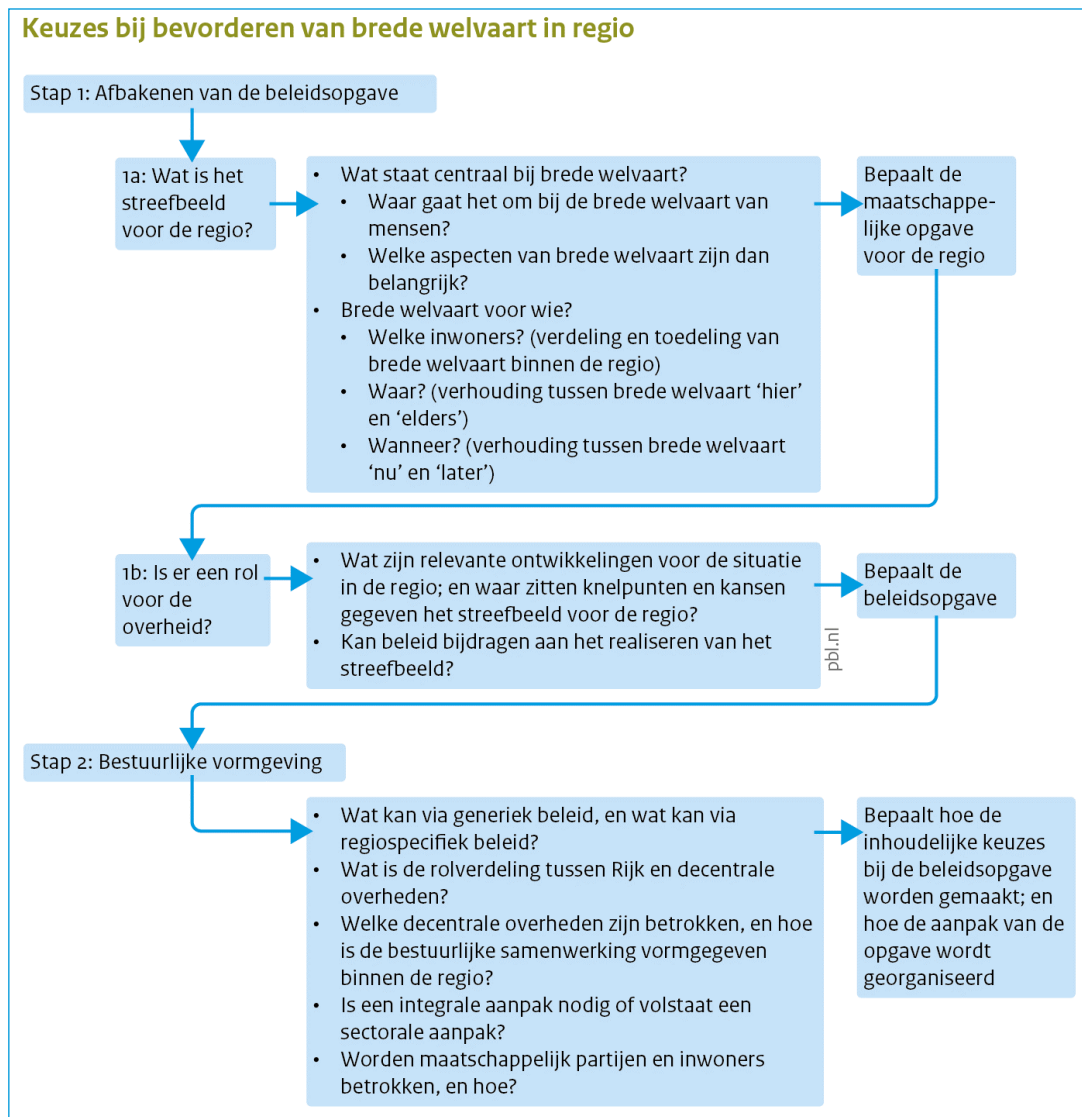 Keuzes bij bevorderen van brede welvaart in regio
Stap 1: Afbakenen van de beleidsopgave
1a: Wat is het
streefbeeld
voor de regio?
• Wat staat centraal bij brede welvaart?
• Waar gaat het om bij de brede welvaart van
mensen?
• Welke aspecten van brede welvaart zijn dan
belangrijk?
• Brede welvaart voor wie?
• Welke inwoners? (verdeling en toedeling van
brede welvaart binnen de regio)
• Waar? (verhouding tussen brede welvaart ‘hier’
en ‘elders’)
• Wanneer? (verhouding tussen brede welvaart
‘nu’ en ‘later’)
Bepaalt de
maatschappe-
lijke opgave
voor de regio
1b: Is er een rol
voor de
overheid?
• Wat zijn relevante ontwikkelingen voor de situatie
in de regio; en waar zitten knelpunten en kansen
gegeven het streefbeeld voor de regio?
• Kan beleid bijdragen aan het realiseren van het
streefbeeld?
Bepaalt de
beleidsopgave
pbl.nl
Stap 2: Bestuurlijke vormgeving
• Wat kan via generiek beleid, en wat kan via
regiospecifiek beleid?
• Wat is de rolverdeling tussen Rijk en decentrale
overheden?
• Welke decentrale overheden zijn betrokken, en hoe
is de bestuurlijke samenwerking vormgegeven
binnen de regio?
• Is een integrale aanpak nodig of volstaat een
sectorale aanpak?
• Worden maatschappelijk partijen en inwoners
betrokken, en hoe?
Bepaalt hoe de
inhoudelijke keuzes
bij de beleidsopgave
worden gemaakt; en
hoe de aanpak van de
opgave wordt
georganiseerd